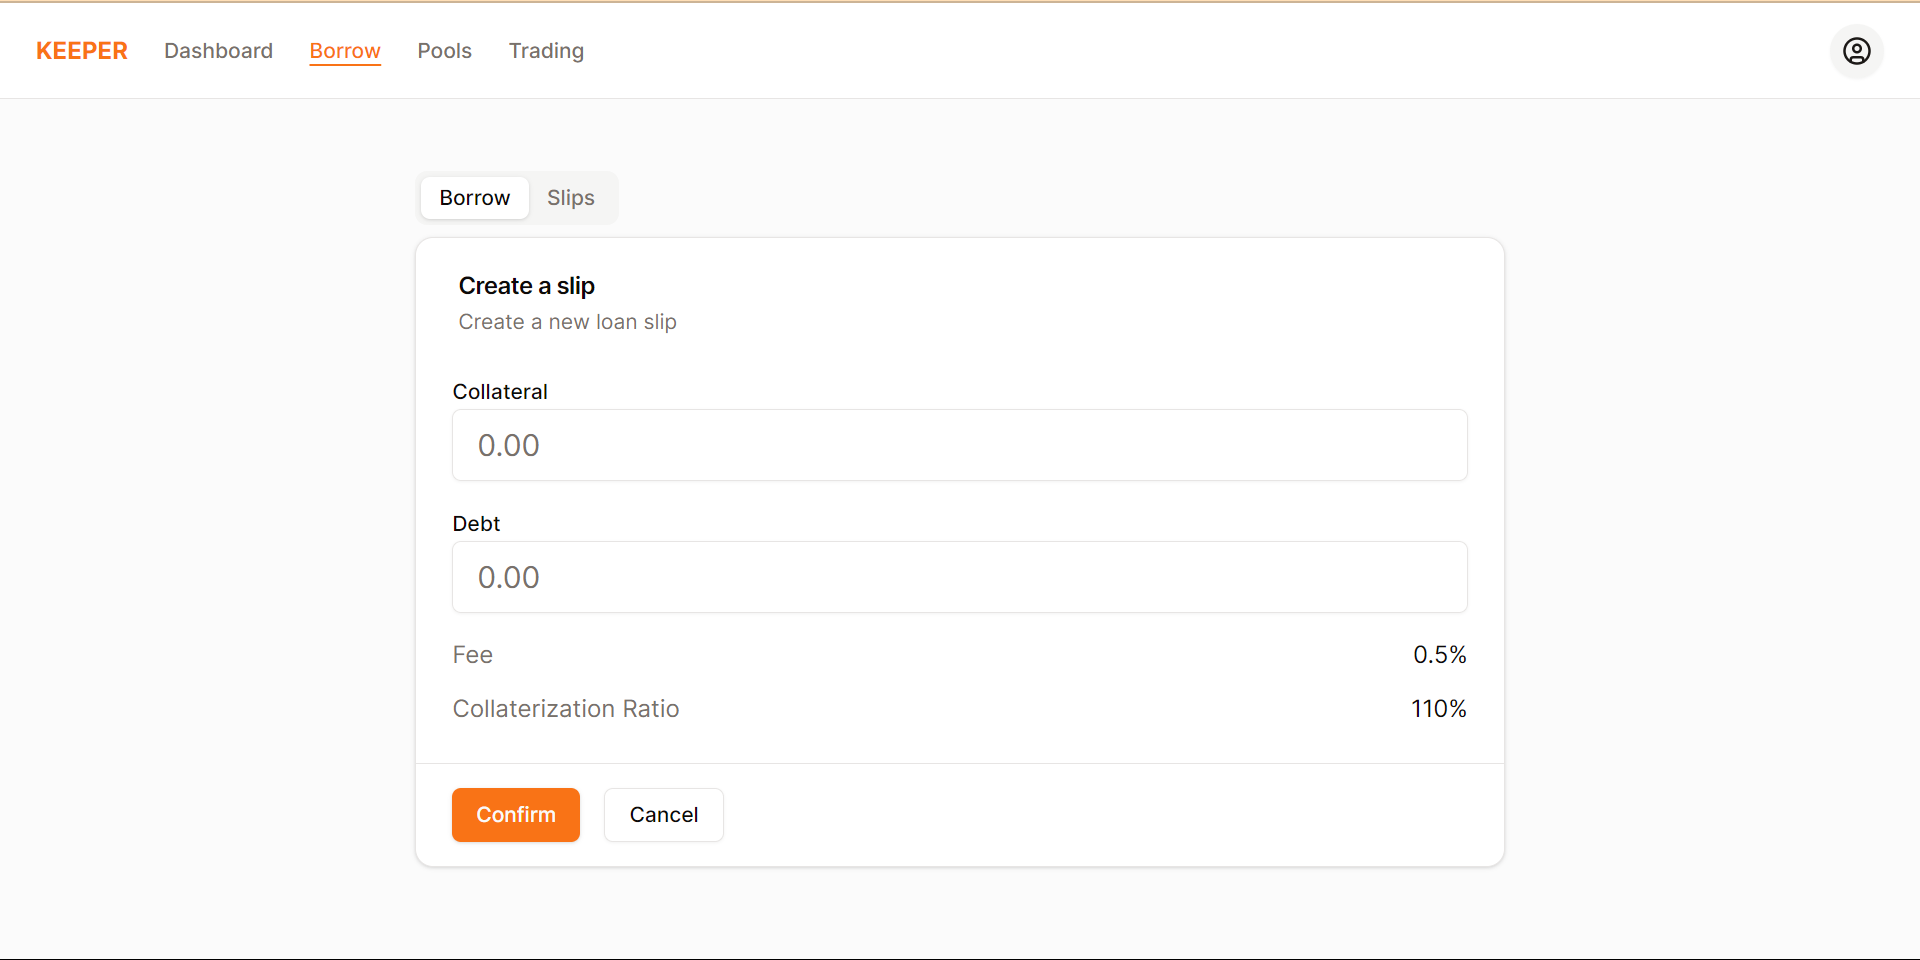 KEEPER Dashboard Borrow Pools Trading
Borrow Slips
Create a slip
Create a new loan slip
Collateral
0.00
Debt
0.00
Fee 0.5%
Collaterization Ratio 110%
Confirm Cancel